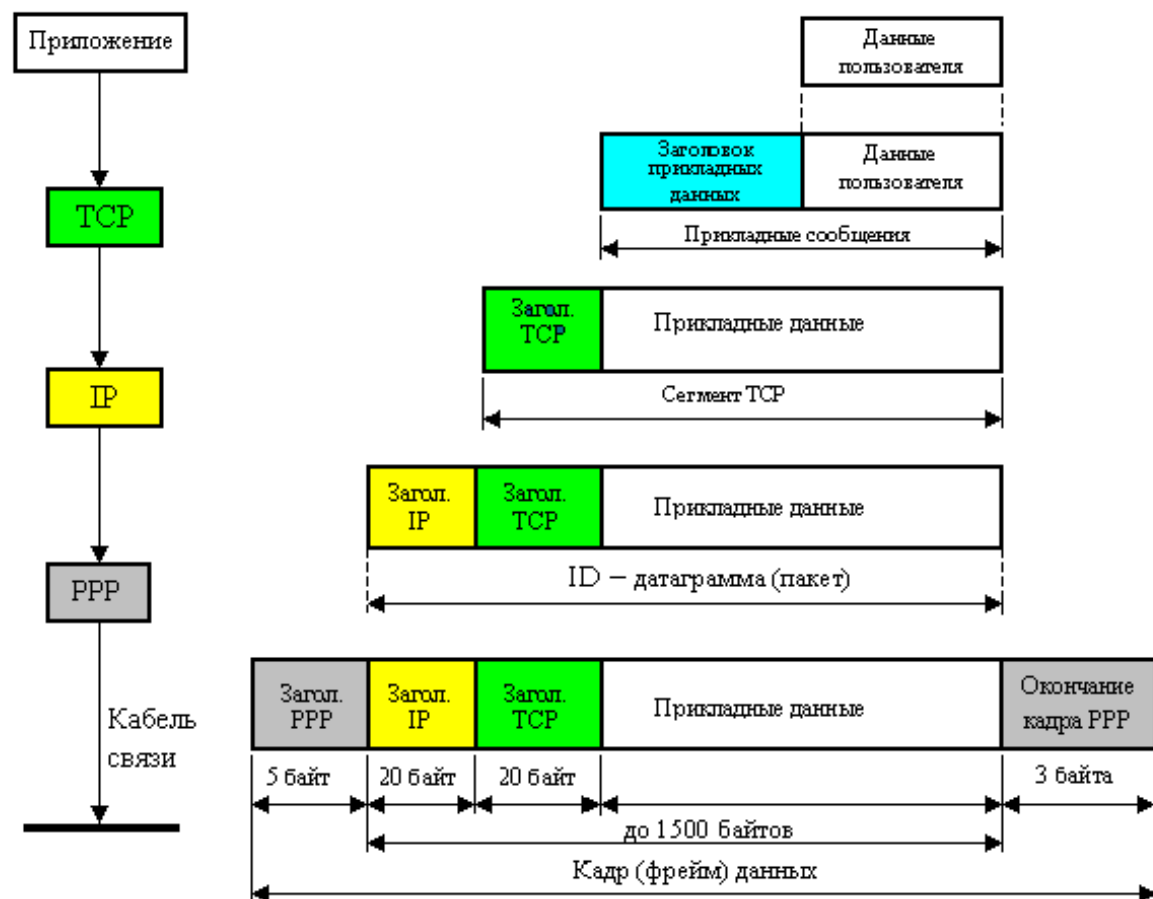 Приложение
Данные
пользователя
Заголовок
прикладных
данных
Данные
пользователя
TCP
Прикладные сообщения
Загол.
TCP
Прикладные данные
IP
Сегмент TCP
Загол.
IP
Загол.
TCP
Прикладные данные
PPP
ID – датаграмма (пакет)
Загол.
PPP
Загол.
IP
Загол.
TCP
Прикладные данные
Окончание
кадра PPP
Кабель
связи
5 байт
20 байт
20 байт
3 байта
до 1500 байтов
Кадр (фрейм) данных